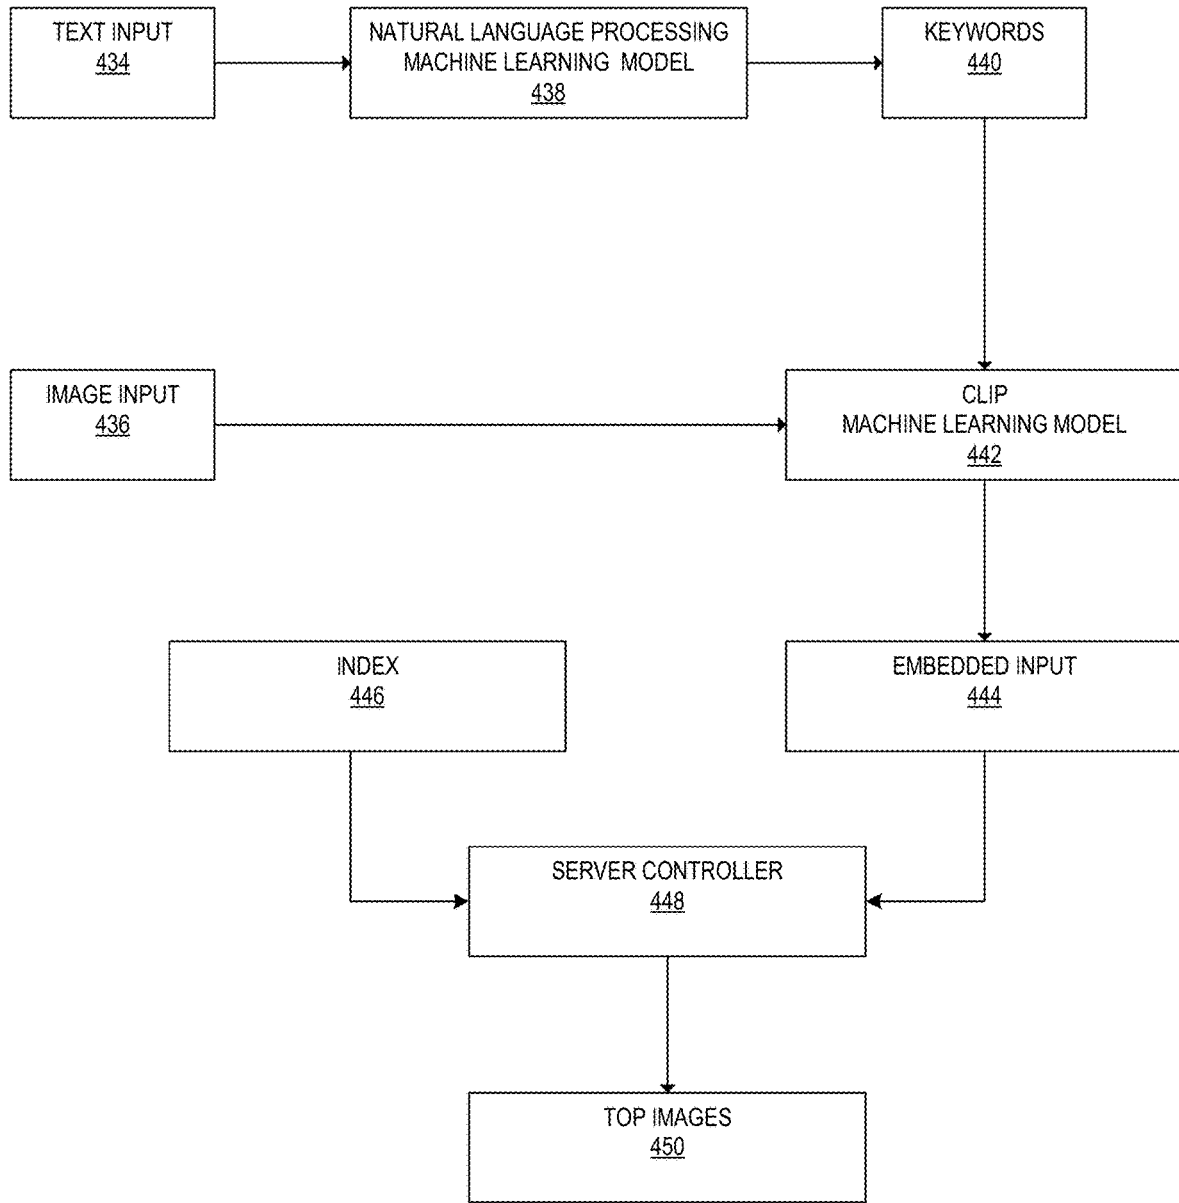 TEXT INPUT
434
NATURAL LANGUAGE PROCESSING
MACHINE LEARNING MODEL
438
KEYWORDS
440
IMAGE INPUT
436
CLIP
MACHINE LEARNING MODEL
442
INDEX
446
EMBEDDED INPUT
444
SERVER CONTROLLER
448
TOP IMAGES
450